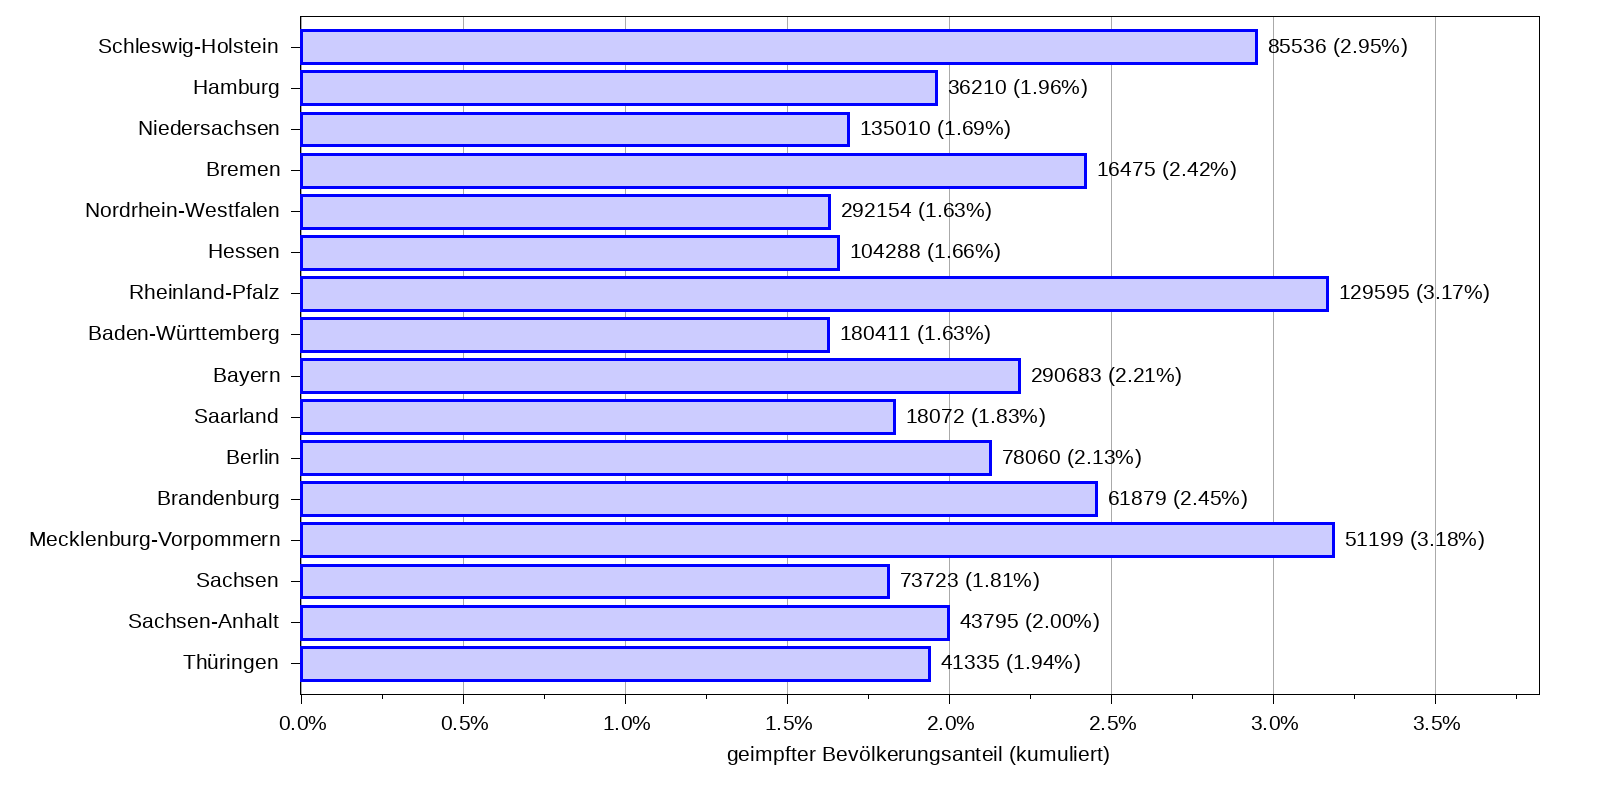 Schleswig-Holstein 85536 (2.95%)
Hamburg 36210 (1.96%)
Niedersachsen 135010 (1.69%)
Bremen 16475 (2.42%)
Nordrhein-Westfalen 292154 (1.63%)
Hessen 104288 (1.66%)
Rheinland-Pfalz 129595 (3.17%)
Baden-Württemberg 180411 (1.63%)
Bayern 290683 (2.21%)
Saarland 18072 (1.83%)
Berlin 78060 (2.13%)
Brandenburg 61879 (2.45%)
Mecklenburg-Vorpommern 51199 (3.18%)
Sachsen 73723 (1.81%)
Sachsen-Anhalt 43795 (2.00%)
Thüringen 41335 (1.94%)
0.0% 0.5% 1.0% 1.5% 2.0% 2.5% 3.0% 3.5%
geimpfter Bevölkerungsanteil (kumuliert)